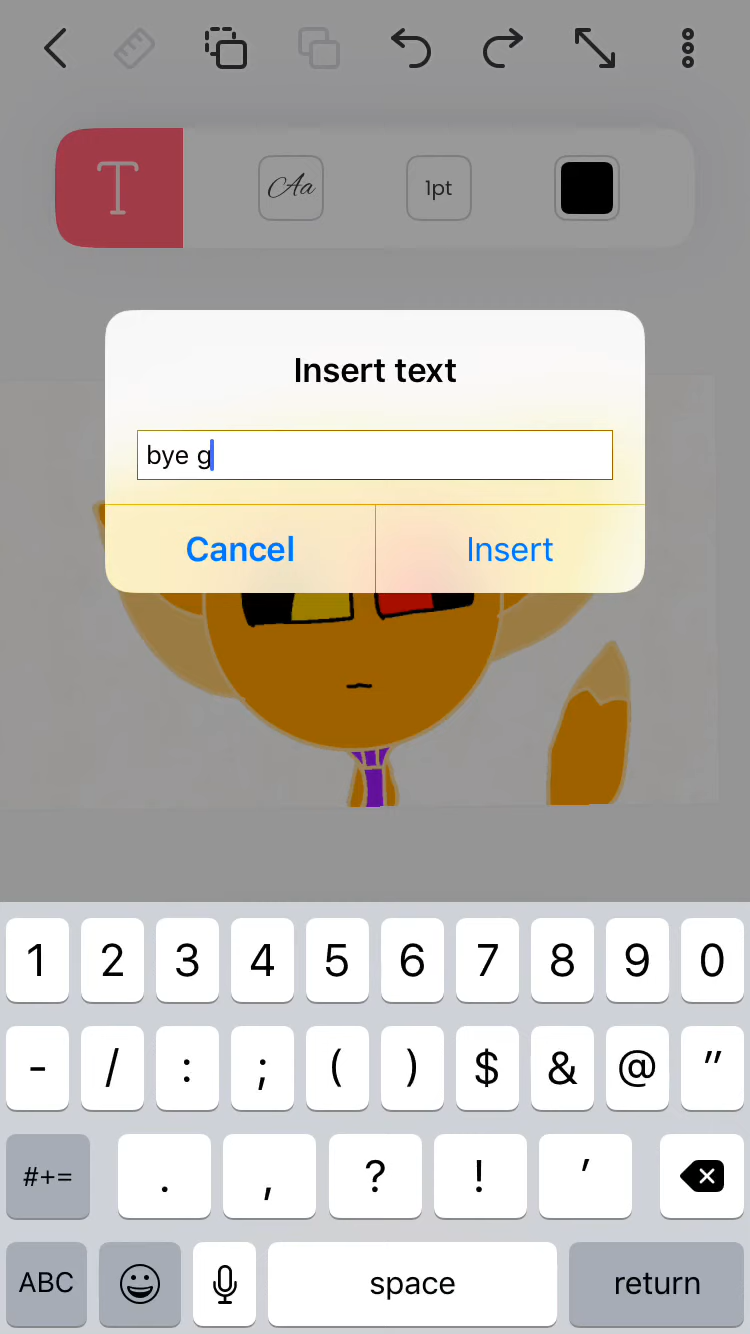 T
Aa
1pt
Insert text
bye g
Cancel
Insert
1 2 3 4 5 6 7 8 9 0
- / : ; ( ) $ & @ "
#+= . , ? ! '
ABC
space
return